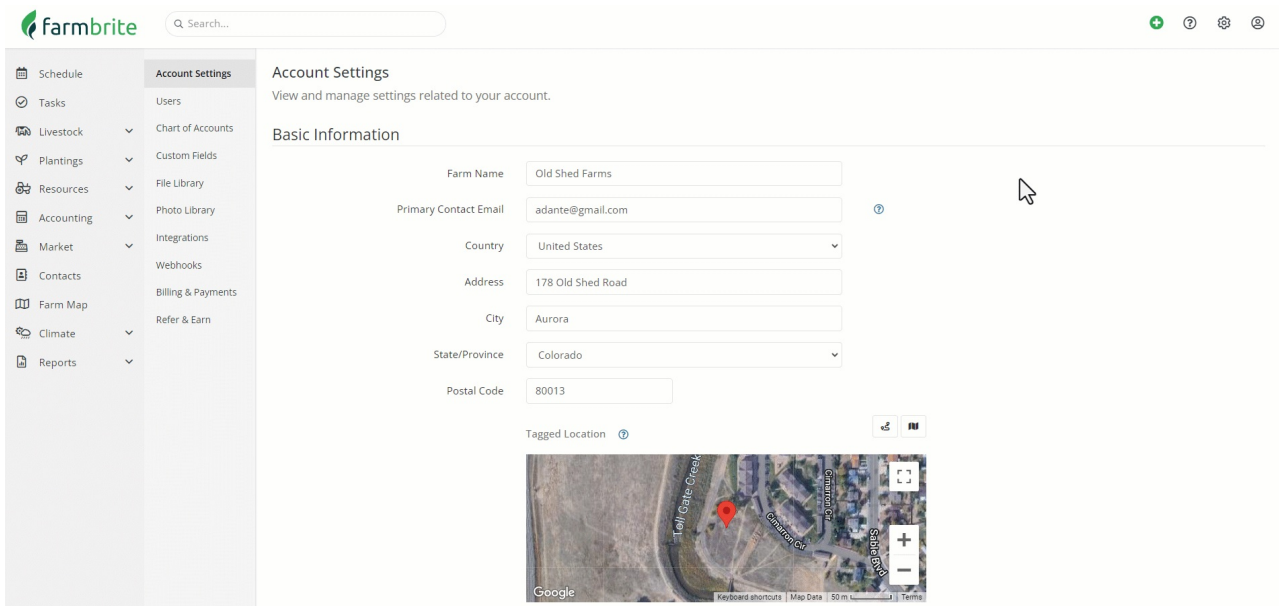 farmbrite
Search...
Schedule
Tasks
Livestock
Plantings
Resources
Accounting
Market
Contacts
Farm Map
Climate
Reports
Account Settings
Users
Chart of Accounts
Custom Fields
File Library
Photo Library
Integrations
Webhooks
Billing & Payments
Refer & Earn
Account Settings
View and manage settings related to your account.
Basic Information
Farm Name Old Shed Farms
Primary Contact Email adante@gmail.com
Country United States
Address 178 Old Shed Road
City Aurora
State/Province Colorado
Postal Code 80013
Tagged Location
Toll Gate Creek
Cimarron Cir
Cimarron Cir
Sable Blvd
Google
Keyboard shortcuts Map Data 50 m Terms